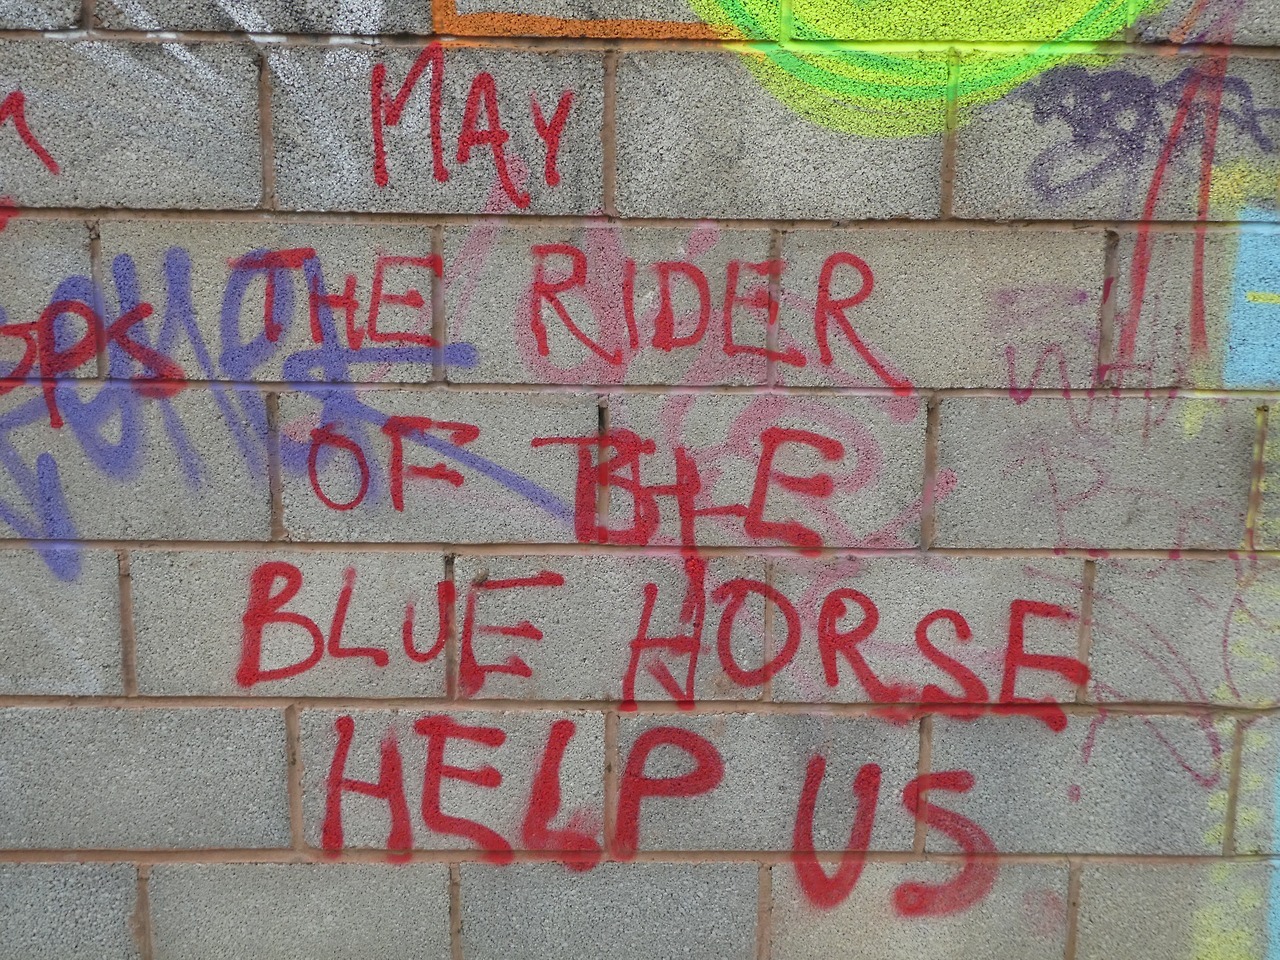 MAY
THE RIDER
OF THE
BLUE HORSE
HELP US